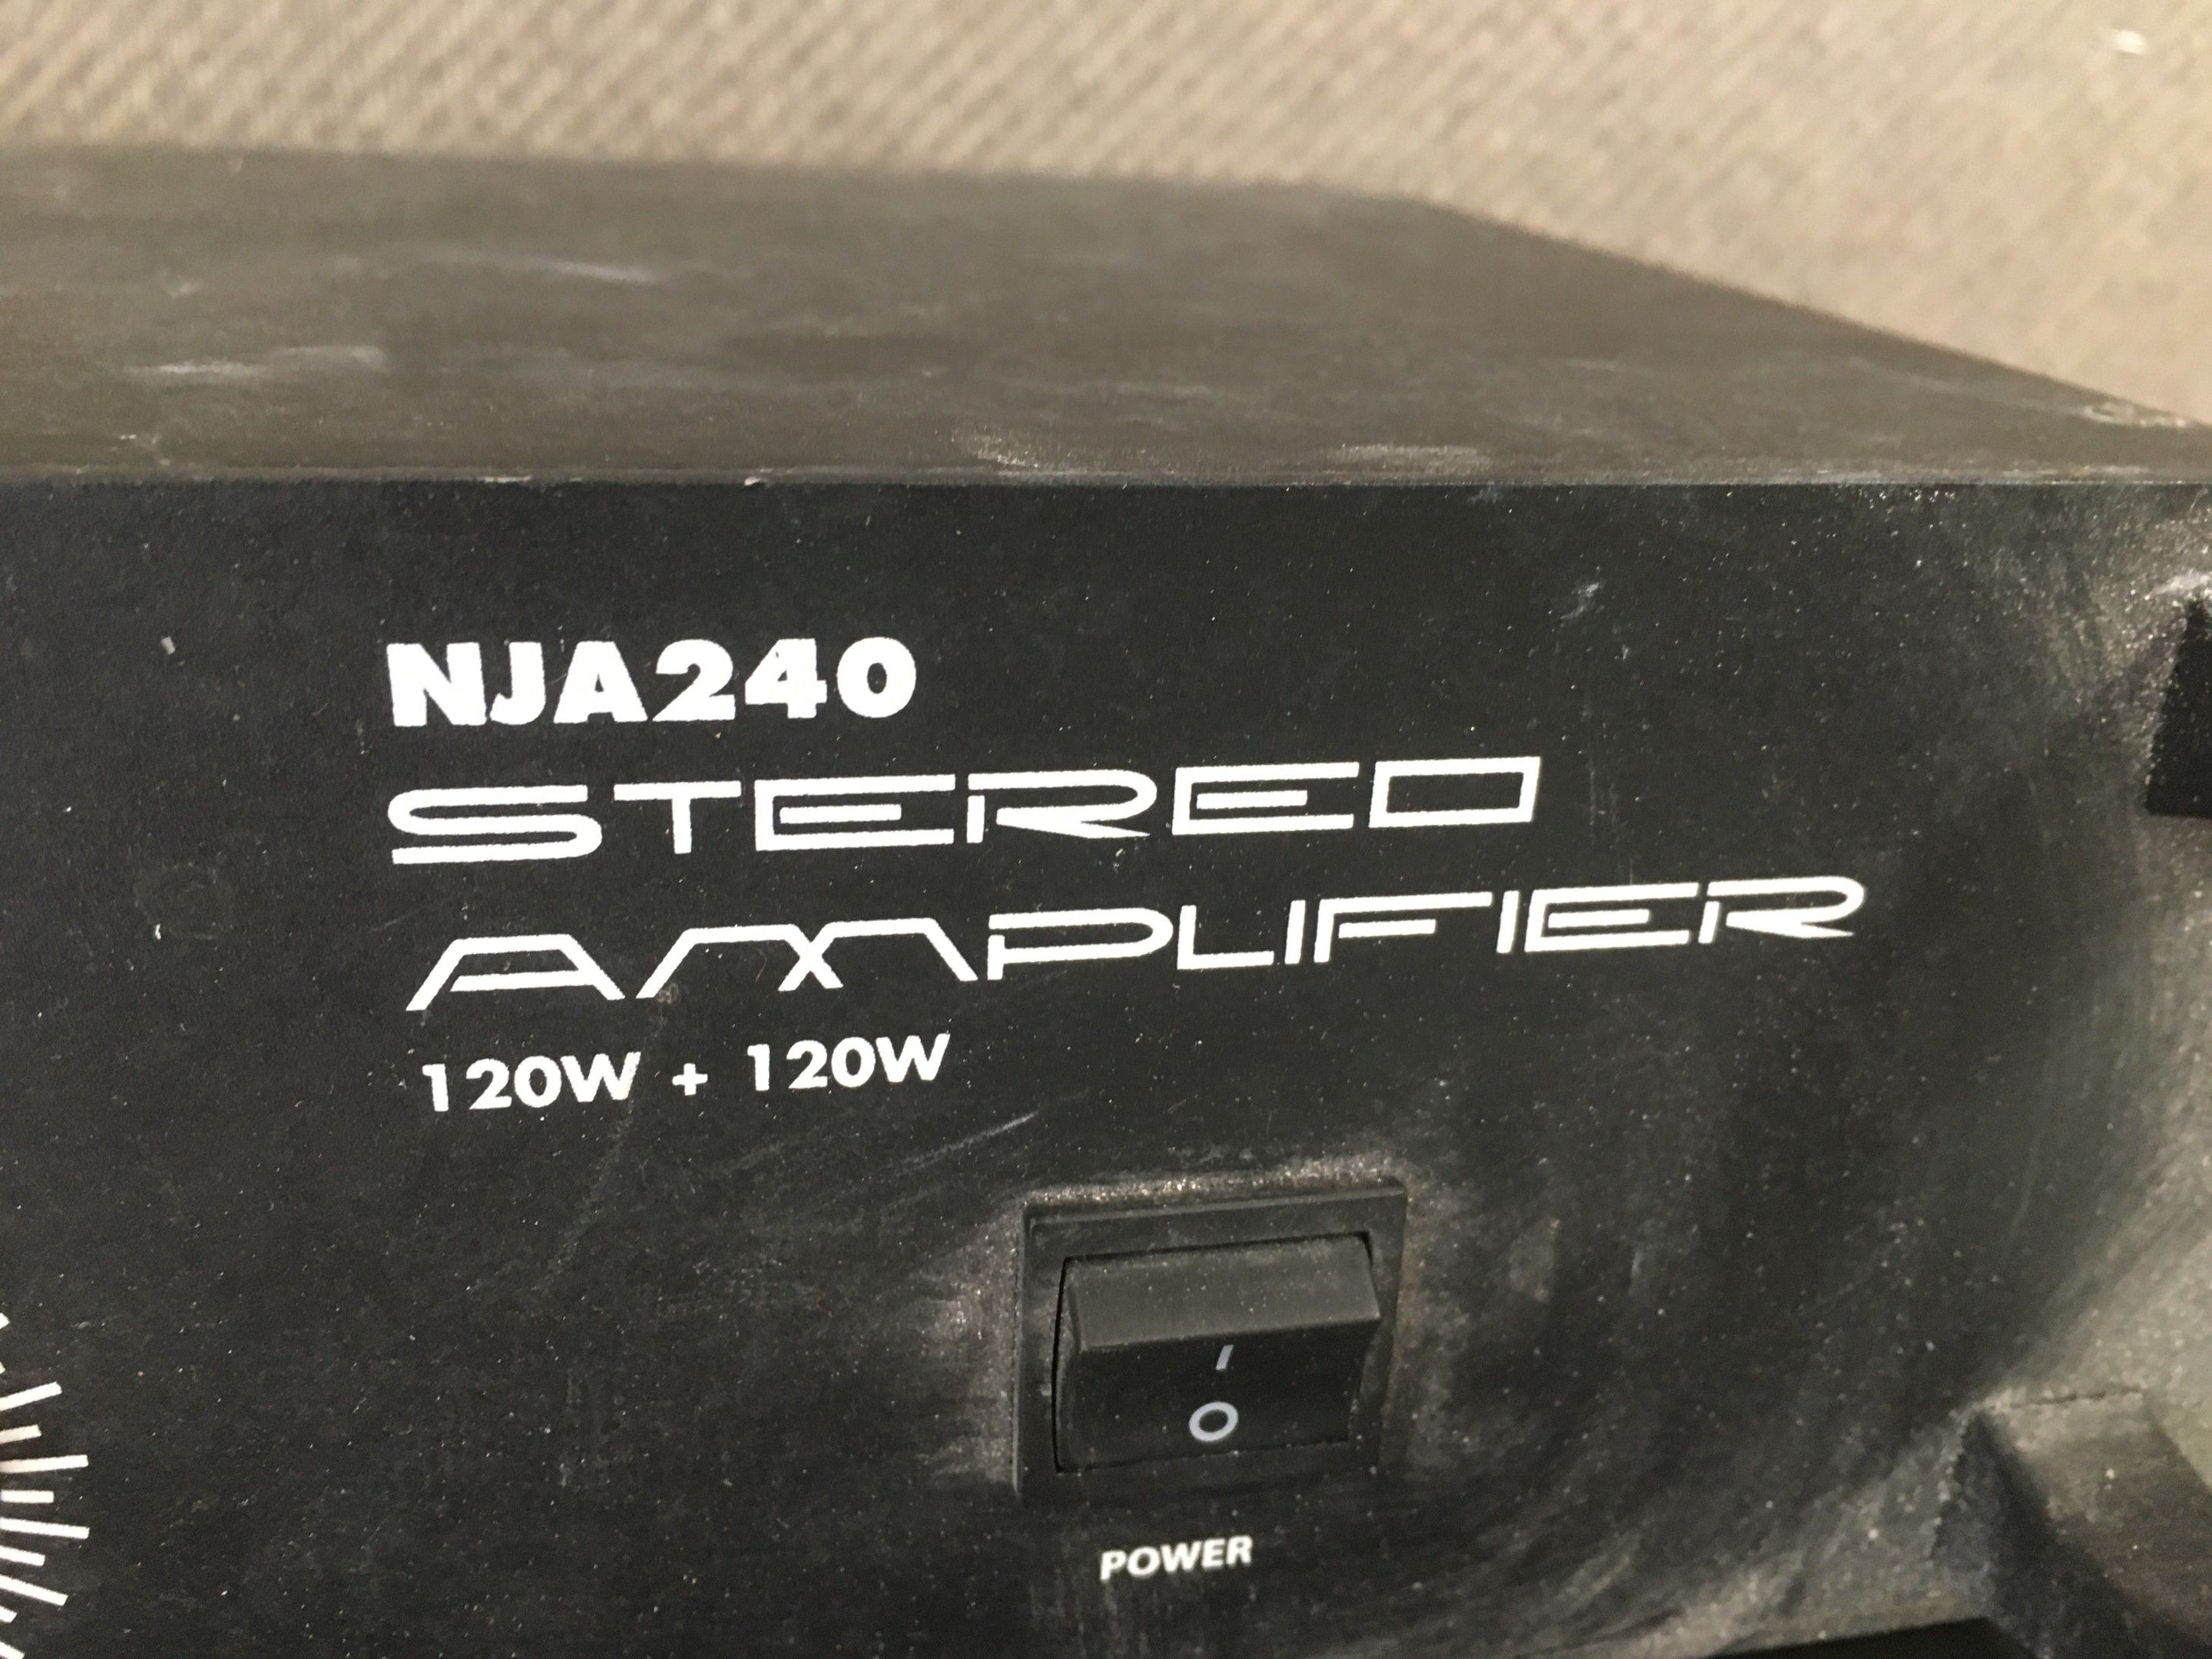 NJA240
STEREO
AMPLIFIER
120W + 120W
I
O
POWER